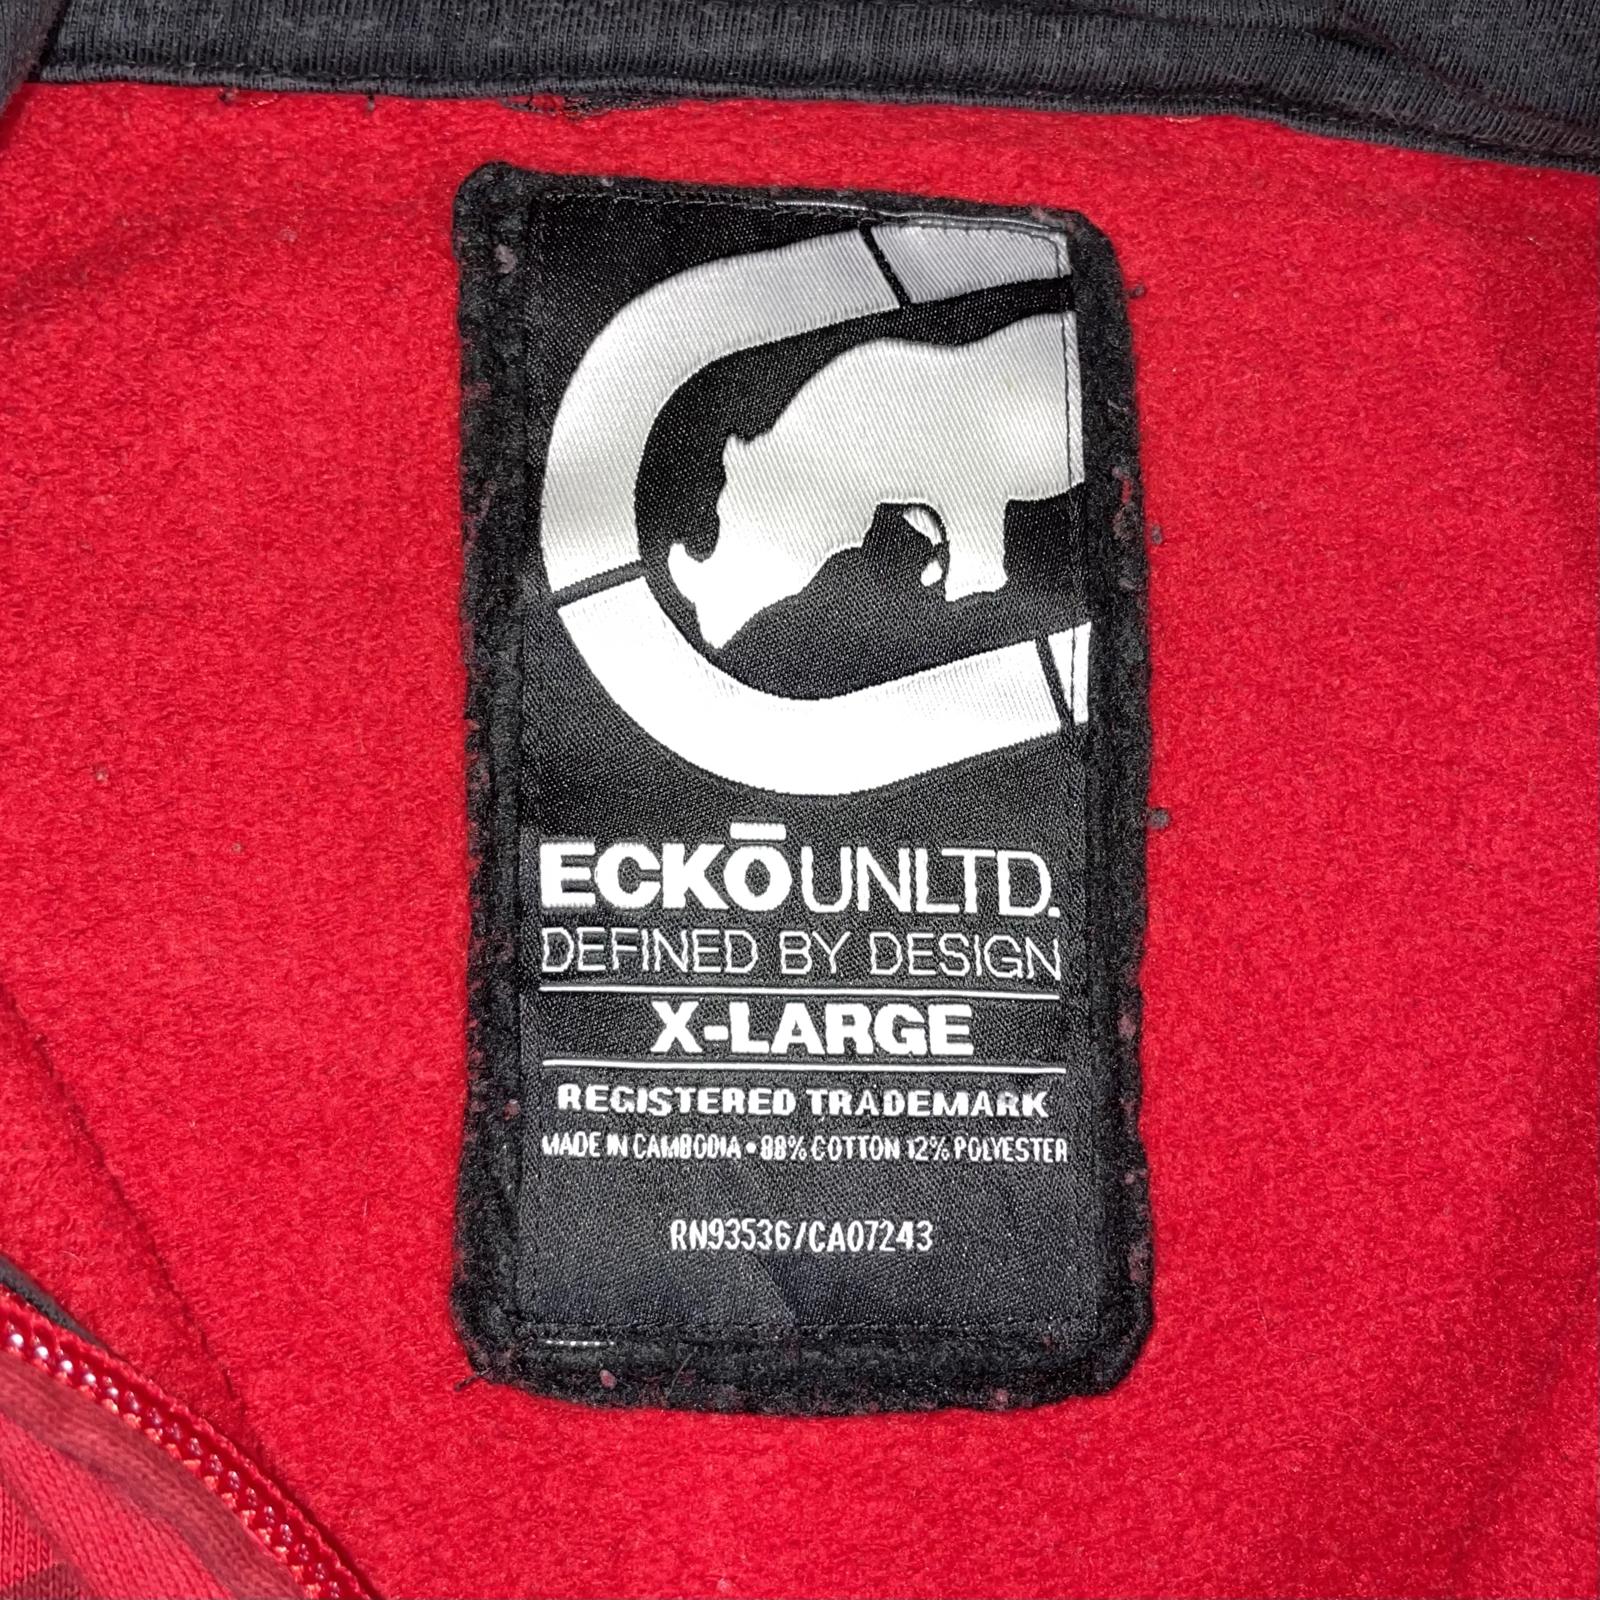 ECKŌ UNLTD.
DEFINED BY DESIGN
X-LARGE
REGISTERED TRADEMARK
MADE IN CAMBODIA • 88% COTTON 12% POLYESTER
RN93536/CA07243